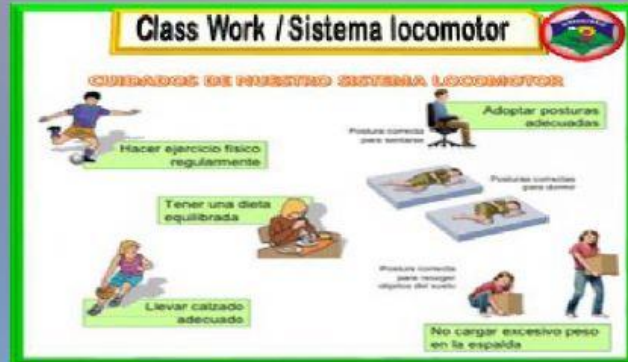 Class Work / Sistema locomotor
CUIDADOS DE NUESTRO SISTEMA LOCOMOTOR
Hacer ejercicio físico
regularmente
Tener una dieta
equilibrada
Llevar calzado
adecuado
Adoptar posturas
adecuadas
Postura correcta
para sentarse
Posturas correctas
para dormir
Postura correcta
para recoger
objetos del suelo
No cargar excesivo peso
en la espalda